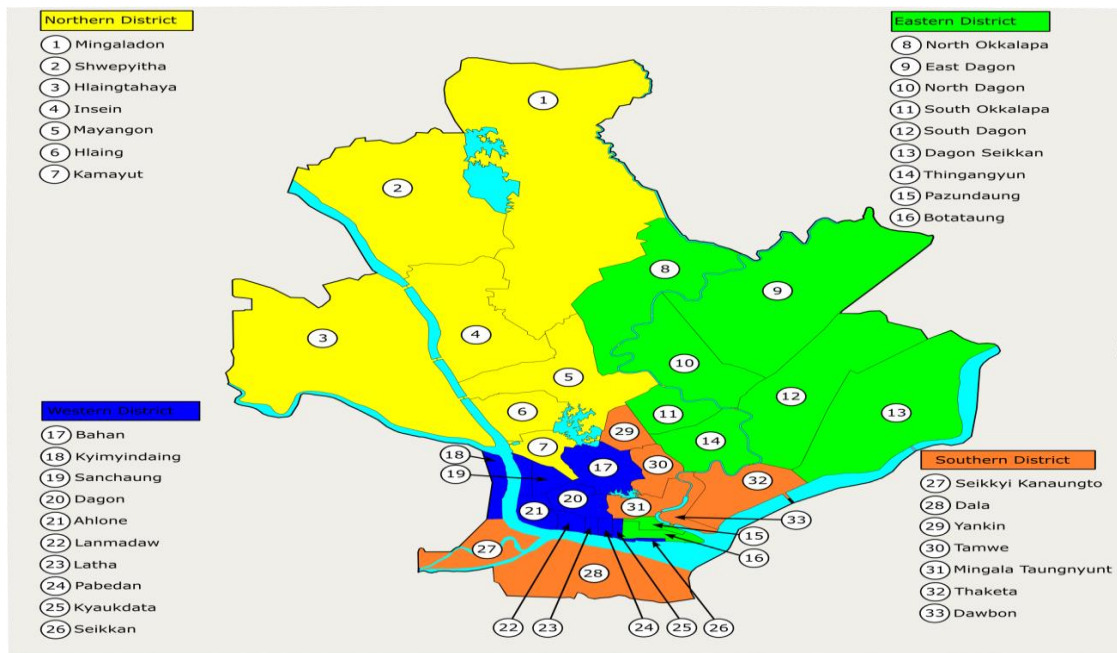 Northern District
1 Mingaladon
2 Shwepyitha
3 Hlaingtahaya
4 Insein
5 Mayangon
6 Hlaing
7 Kamayut
Eastern District
8 North Okkalapa
9 East Dagon
10 North Dagon
11 South Okkalapa
12 South Dagon
13 Dagon Seikkan
14 Thingangyun
15 Pazundaung
16 Botataung
Western District
17 Bahan
18 Kyimyindaing
19 Sanchaung
20 Dagon
21 Ahlone
22 Lanmadaw
23 Latha
24 Pabedan
25 Kyaukdata
26 Seikkan
Southern District
27 Seikkyi Kanaungto
28 Dala
29 Yankin
30 Tamwe
31 Mingala Taungnyunt
32 Thaketa
33 Dawbon
1
2
8
9
3
4
10
5
12
6
11
13
29
14
7
18
17
30
19
32
20
31
21
33
15
27
16
28
22
23
24
25
26